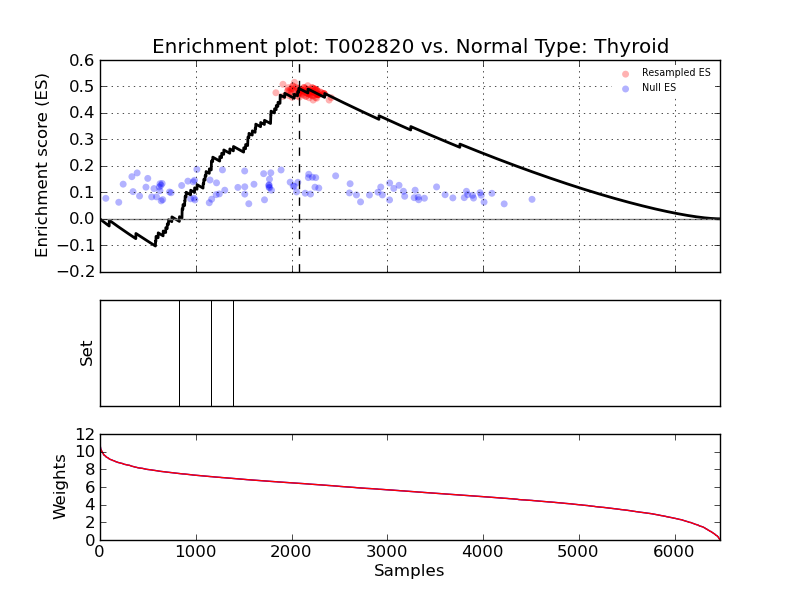 Enrichment plot: T002820 vs. Normal Type: Thyroid
0.6
0.5
0.4
0.3
0.2
0.1
0.0
−0.1
−0.2
Enrichment score (ES)
Resampled ES
Null ES
Set
12
10
8
6
4
2
0
Weights
0 1000 2000 3000 4000 5000 6000
Samples